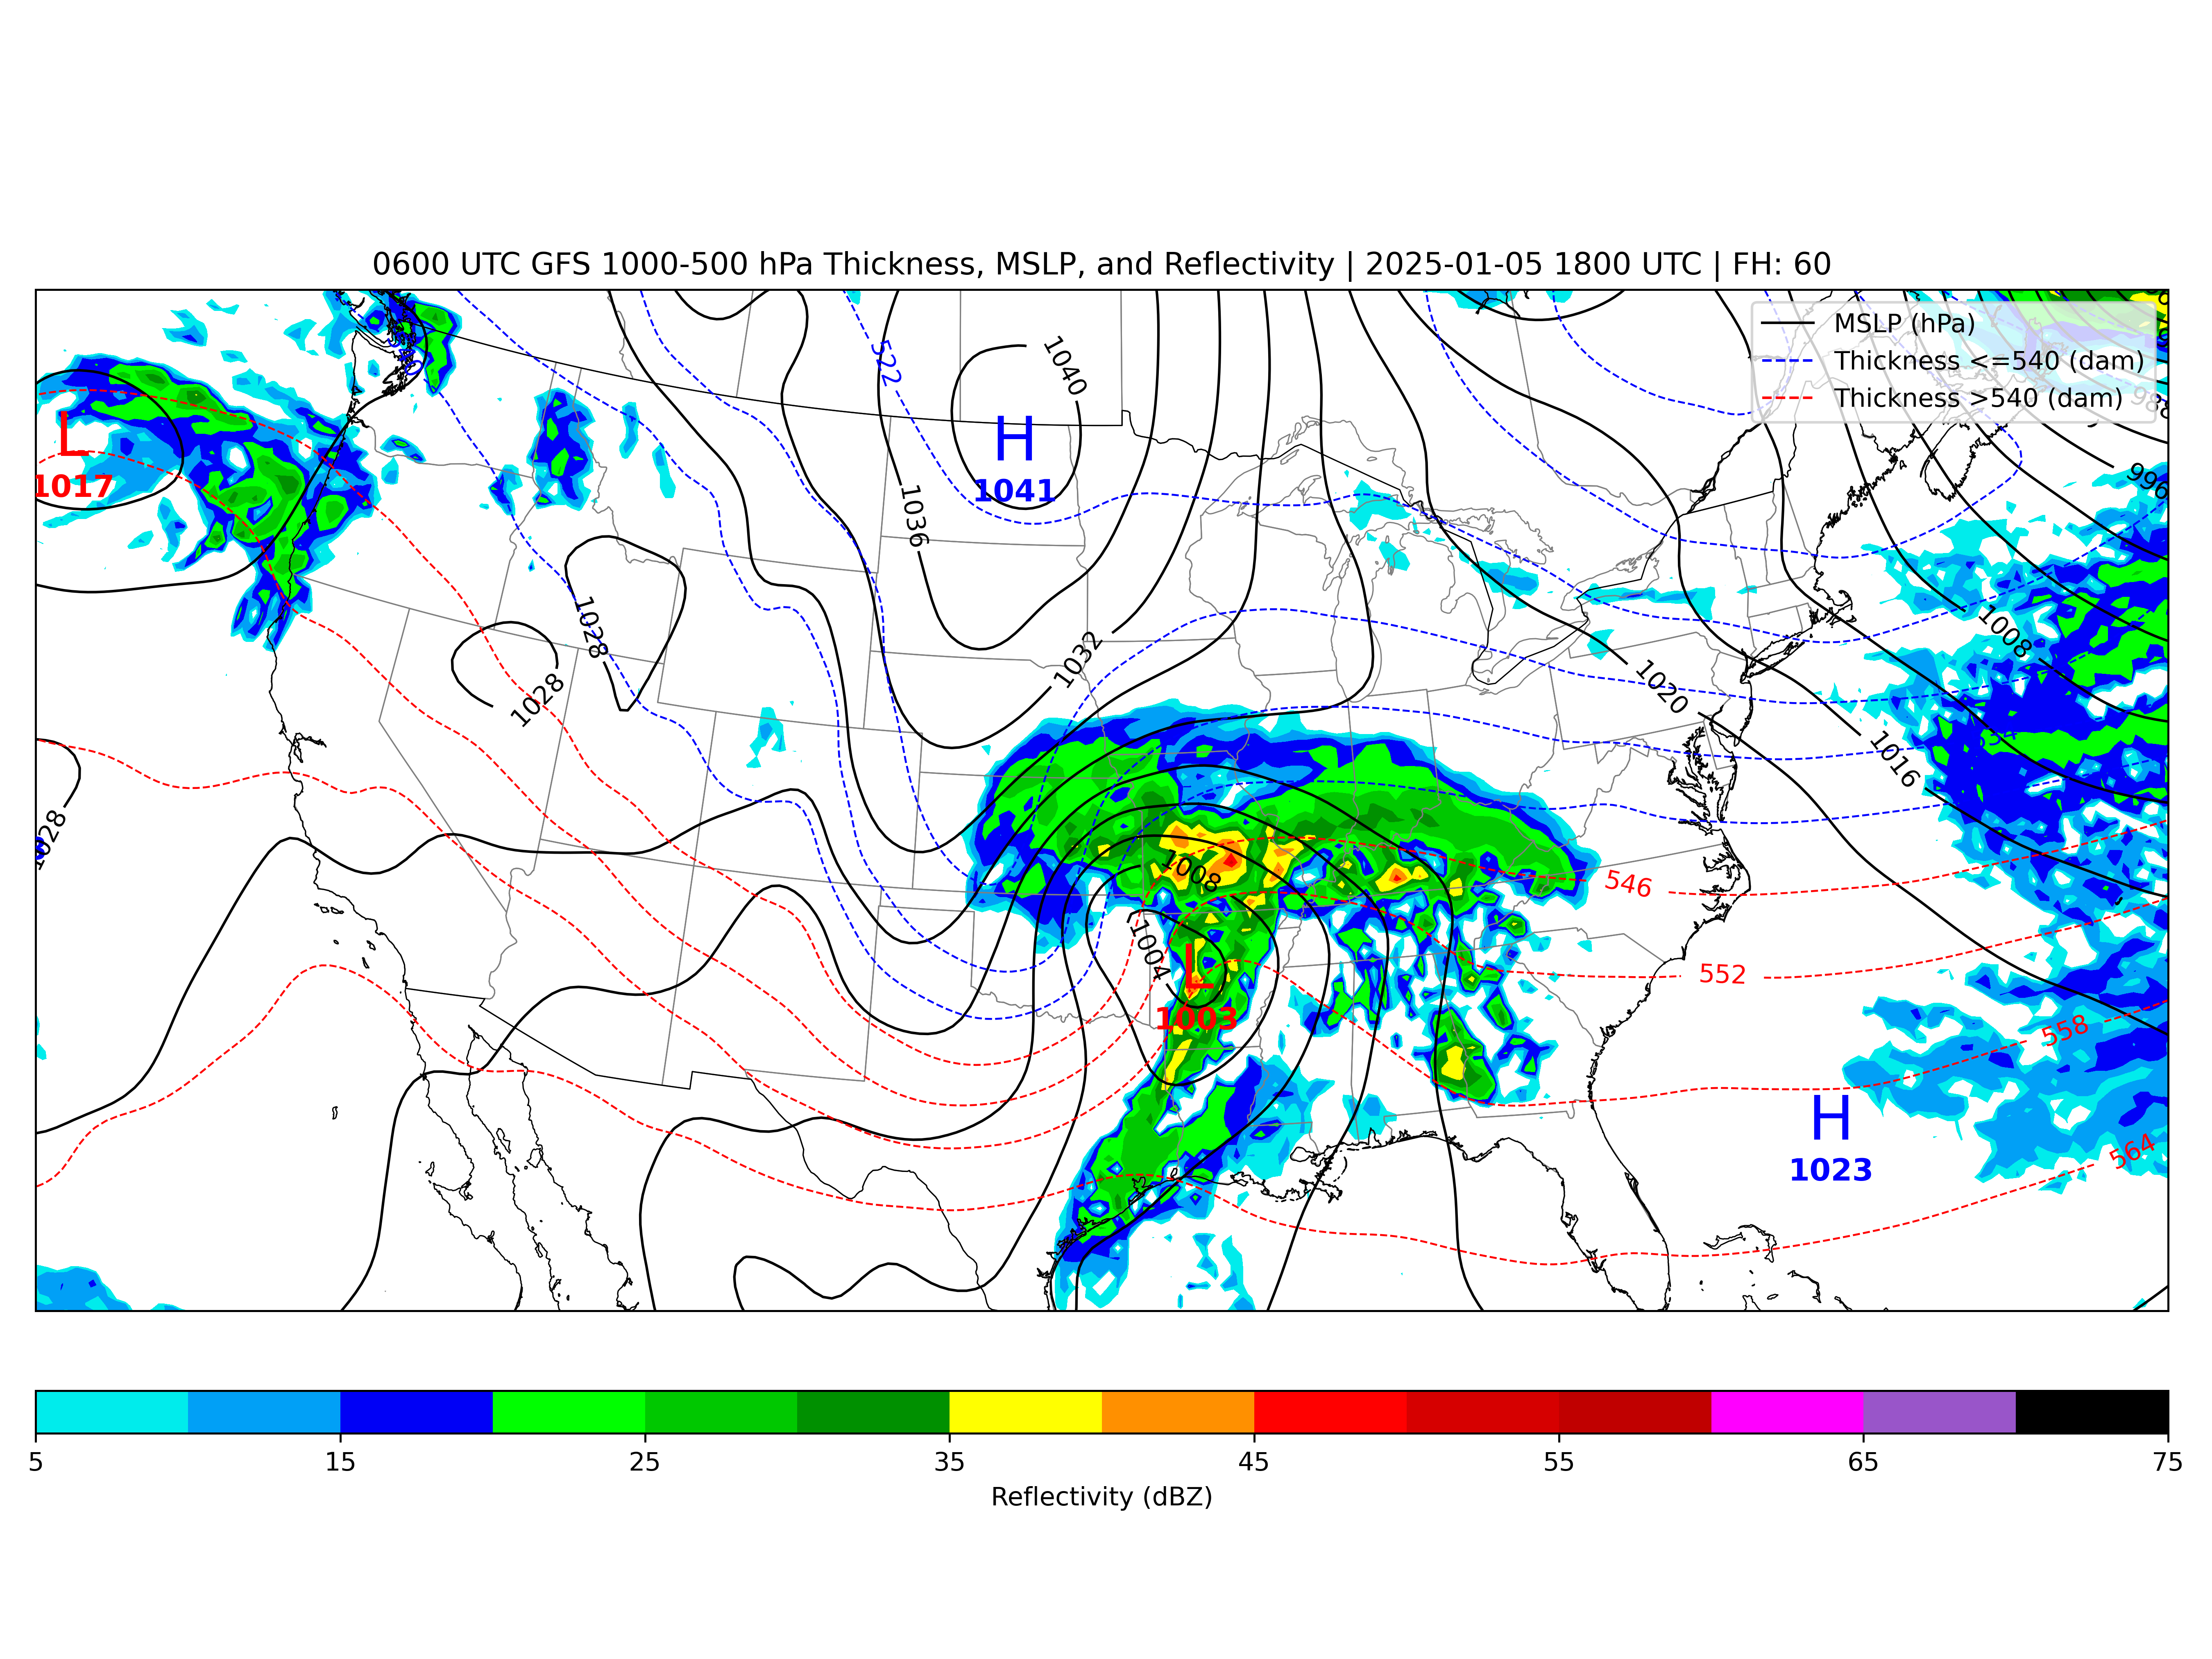 0600 UTC GFS 1000-500 hPa Thickness, MSLP, and Reflectivity | 2025-01-05 1800 UTC | FH: 60
MSLP (hPa)
Thickness <=540 (dam)
Thickness >540 (dam)
522
1040
H
1041
L
1017
1036
996
988
1028
1028
1032
1008
1020
1016
534
1028
1008
546
1004
L
1003
552
558
H
1023
564
5 15 25 35 45 55 65 75
Reflectivity (dBZ)